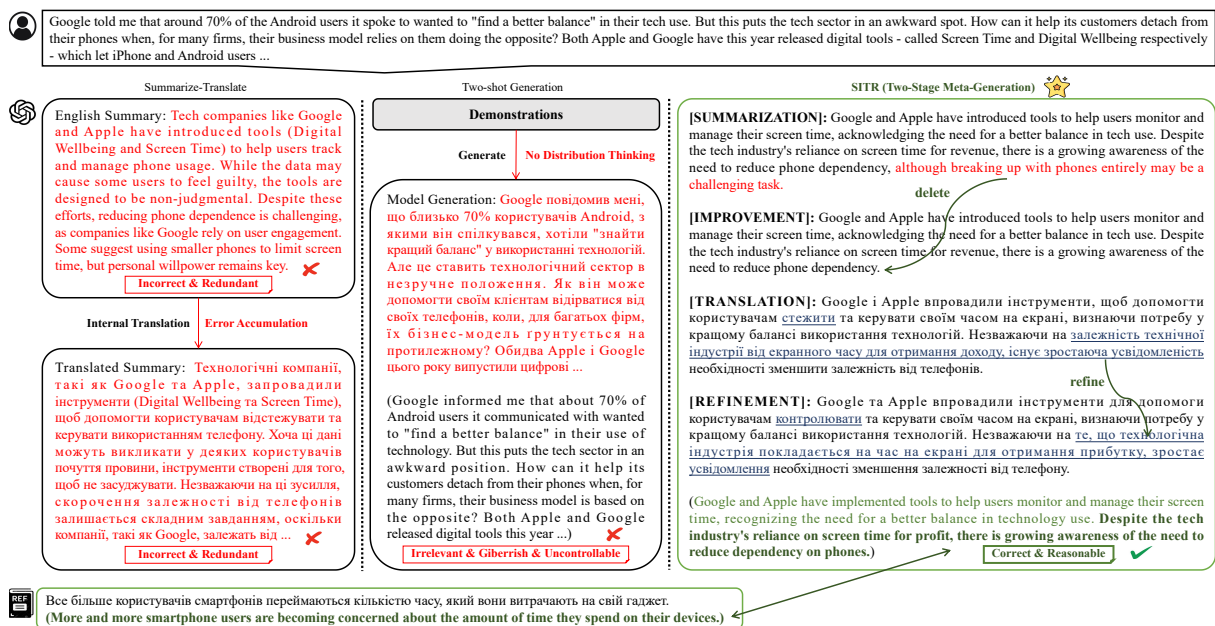 Google told me that around 70% of the Android users it spoke to wanted to "find a better balance" in their tech use. But this puts the tech sector in an awkward spot. How can it help its customers detach from
their phones when, for many firms, their business model relies on them doing the opposite? Both Apple and Google have this year released digital tools - called Screen Time and Digital Wellbeing respectively
- which let iPhone and Android users ...
Summarize-Translate
English Summary: Tech companies like Google
and Apple have introduced tools (Digital
Wellbeing and Screen Time) to help users track
and manage phone usage. While the data may
cause some users to feel guilty, the tools are
designed to be non-judgmental. Despite these
efforts, reducing phone dependence is challenging,
as companies like Google rely on user engagement.
Some suggest using smaller phones to limit screen
time, but personal willpower remains key.
Incorrect & Redundant
Internal Translation
Error Accumulation
Translated Summary: Технологічні компанії,
такі як Google та Apple, запровадили
інструменти (Digital Wellbeing та Screen Time),
щоб допомогти користувачам відстежувати та
керувати використанням телефону. Хоча ці дані
можуть викликати у деяких користувачів
почуття провини, інструменти створені для того,
щоб не засуджувати. Незважаючи на ці зусилля,
скорочення залежності від телефонів
залишається складним завданням, оскільки
компанії, такі як Google, залежать від ...
Incorrect & Redundant
Two-shot Generation
Demonstrations
Generate
No Distribution Thinking
Model Generation: Google повідомив мені,
що близько 70% користувачів Android, з
якими він спілкувався, хотіли "знайти
кращий баланс" у використанні технологій.
Але це ставить технологічний сектор в
незручне положення. Як він може
допомогти своїм клієнтам відірватися від
своїх телефонів, коли, для багатьох фірм,
їх бізнес-модель ґрунтується на
протилежному? Обидва Apple і Google
цього року випустили цифрові ...
(Google informed me that about 70% of
Android users it communicated with wanted
to "find a better balance" in their use of
technology. But this puts the tech sector in an
awkward position. How can it help its
customers detach from their phones when, for
many firms, their business model is based on
the opposite? Both Apple and Google
released digital tools this year ...)
Irrelevant & Giberrish & Uncontrollable
SITR (Two-Stage Meta-Generation)
[SUMMARIZATION]: Google and Apple have introduced tools to help users monitor and
manage their screen time, acknowledging the need for a better balance in tech use. Despite
the tech industry's reliance on screen time for revenue, there is a growing awareness of the
need to reduce phone dependency, although breaking up with phones entirely may be a
challenging task.
delete
[IMPROVEMENT]: Google and Apple have introduced tools to help users monitor and
manage their screen time, acknowledging the need for a better balance in tech use. Despite
the tech industry's reliance on screen time for revenue, there is a growing awareness of the
need to reduce phone dependency.
[TRANSLATION]: Google і Apple впровадили інструменти, щоб допомогти
користувачам стежити та керувати своїм часом на екрані, визнаючи потребу у
кращому балансі використання технологій. Незважаючи на залежність технічної
індустрії від екранного часу для отримання доходу, існує зростаюча усвідомленість
необхідності зменшити залежність від телефонів.
refine
[REFINEMENT]: Google та Apple впровадили інструменти для допомоги
користувачам контролювати та керувати своїм часом на екрані, визнаючи потребу у
кращому балансі використання технологій. Незважаючи на те, що технологічна
індустрія покладається на час на екрані для отримання прибутку, зростає
усвідомлення необхідності зменшення залежності від телефону.
(Google and Apple have implemented tools to help users monitor and manage their screen
time, recognizing the need for a better balance in technology use. Despite the tech
industry's reliance on screen time for profit, there is growing awareness of the need to
reduce dependency on phones.)
Correct & Reasonable
REF
Все більше користувачів смартфонів переймаються кількістю часу, який вони витрачають на свій гаджет.
(More and more smartphone users are becoming concerned about the amount of time they spend on their devices.)